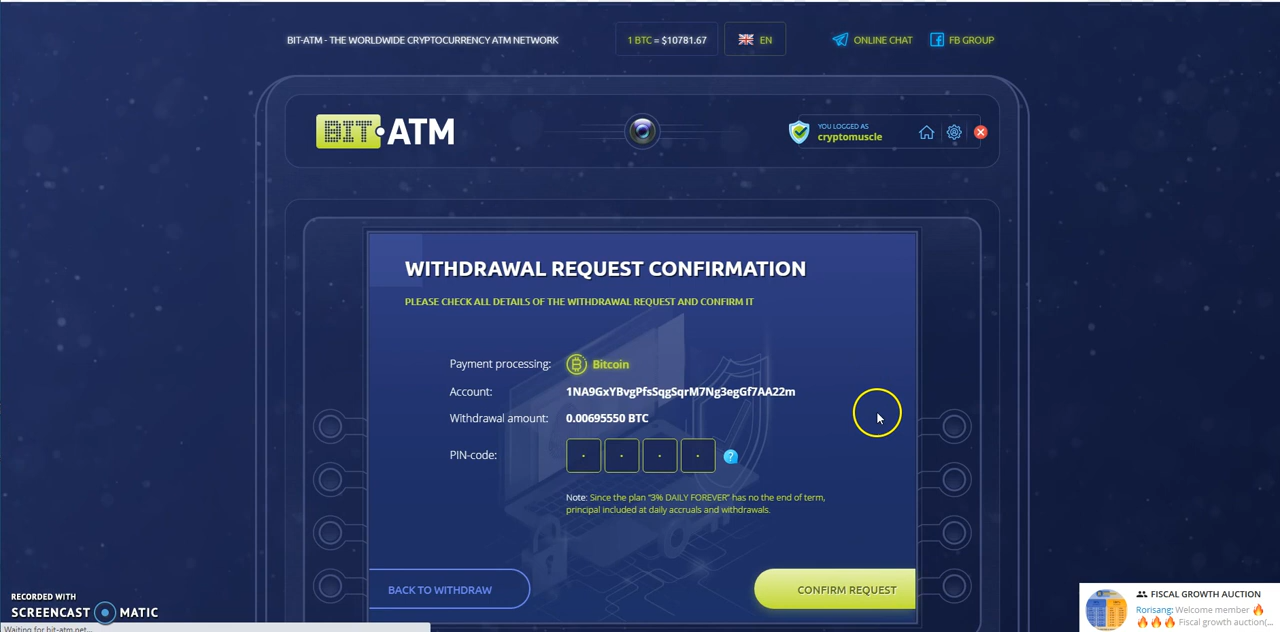 BIT-ATM - THE WORLDWIDE CRYPTOCURRENCY ATM NETWORK
1 BTC = $10781.67
EN
ONLINE CHAT
FB GROUP
BIT·ATM
YOU LOGGED AS
cryptomuscle
WITHDRAWAL REQUEST CONFIRMATION
PLEASE CHECK ALL DETAILS OF THE WITHDRAWAL REQUEST AND CONFIRM IT
Payment processing: Bitcoin
Account: 1NA9GxYBvgPfsSqgSqrM7Ng3egGf7AA22m
Withdrawal amount: 0.00695550 BTC
PIN-code:
?
Note: Since the plan "3% DAILY FOREVER" has no the end of term,
principal included at daily accruals and withdrawals.
BACK TO WITHDRAW
CONFIRM REQUEST
RECORDED WITH
SCREENCAST MATIC
Waiting for bit-atm.net...
FISCAL GROWTH AUCTION
Rorisang: Welcome member 🔥
🔥🔥🔥 Fiscal growth auction(...